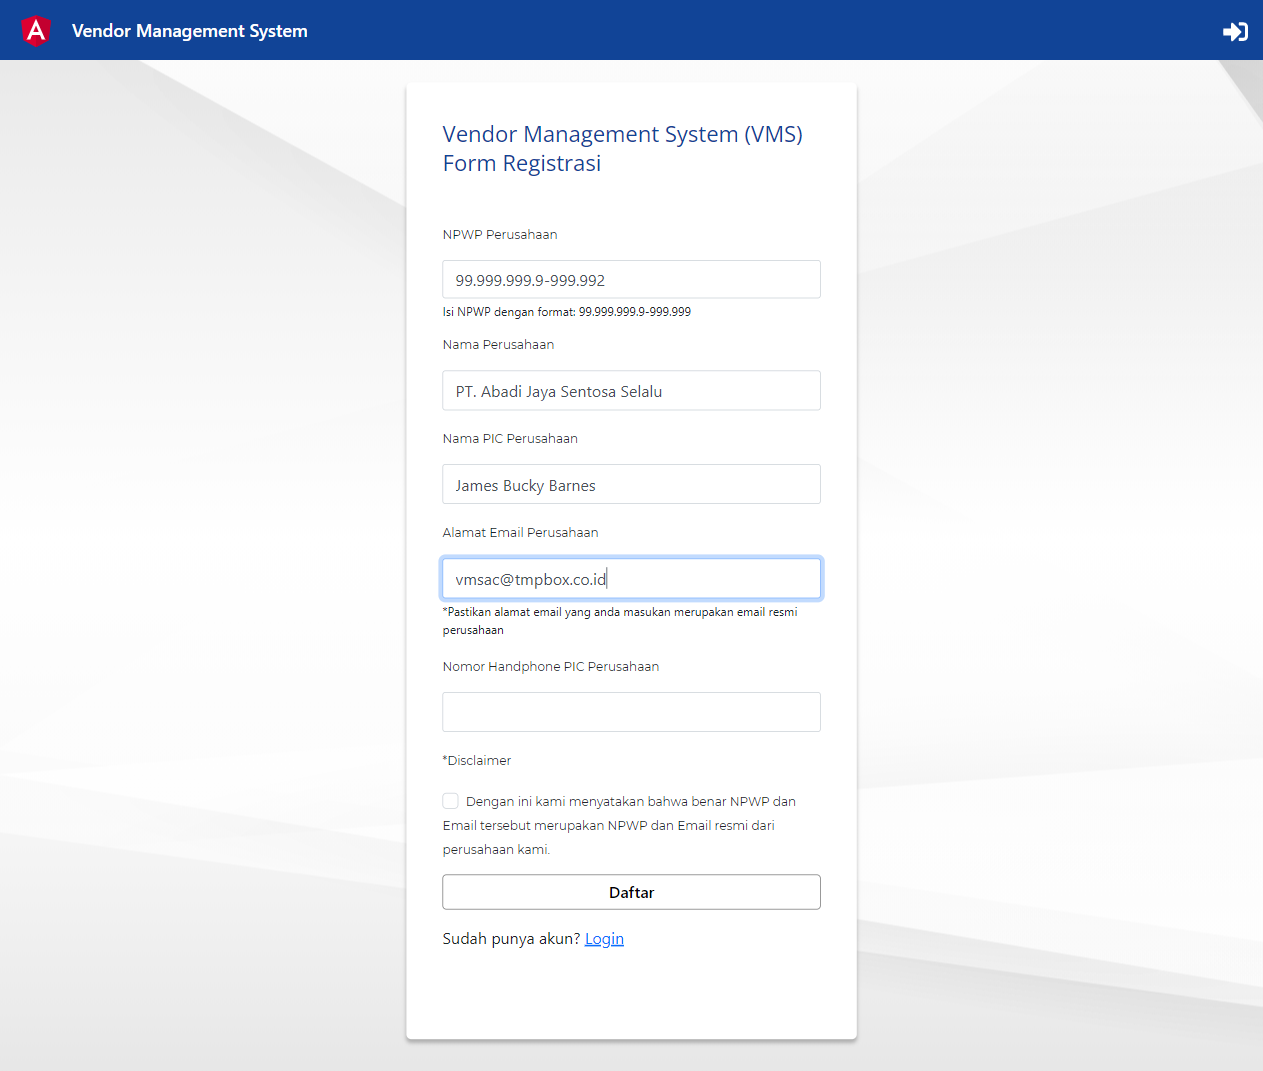 Vendor Management System
Vendor Management System (VMS)
Form Registrasi
NPWP Perusahaan
99.999.999.9-999.992
Isi NPWP dengan format: 99.999.999.9-999.999
Nama Perusahaan
PT. Abadi Jaya Sentosa Selalu
Nama PIC Perusahaan
James Bucky Barnes
Alamat Email Perusahaan
vmsac@tmpbox.co.id
*Pastikan alamat email yang anda masukan merupakan email resmi
perusahaan
Nomor Handphone PIC Perusahaan
*Disclaimer
Dengan ini kami menyatakan bahwa benar NPWP dan
Email tersebut merupakan NPWP dan Email resmi dari
perusahaan kami.
Daftar
Sudah punya akun? Login